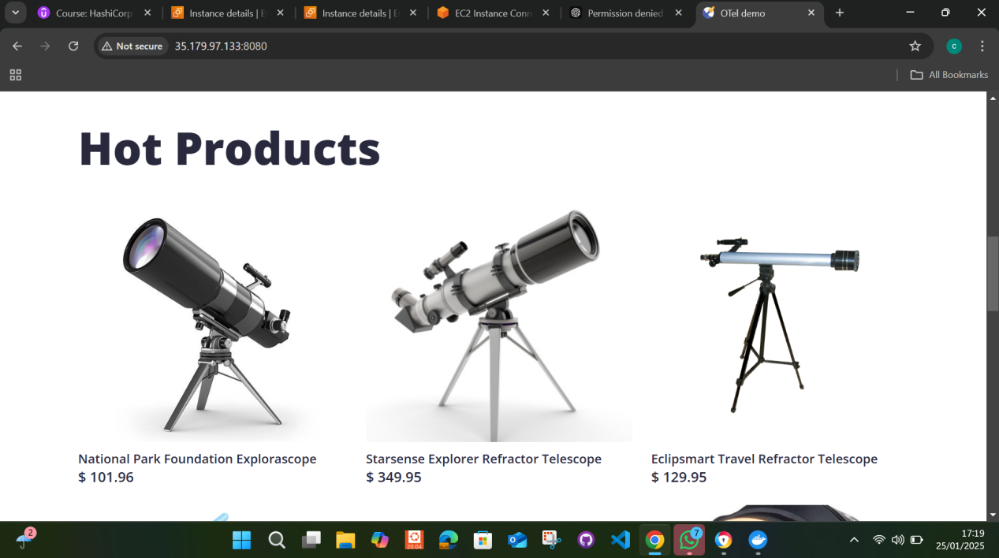 Course: HashiCorp
Instance details | E
Instance details | E
EC2 Instance Conn
Permission denied
OTel demo
Not secure
35.179.97.133:8080
c
All Bookmarks
Hot Products
National Park Foundation Explorascope
$ 101.96
Starsense Explorer Refractor Telescope
$ 349.95
Eclipsmart Travel Refractor Telescope
$ 129.95
2
20.04
7
17:19
25/01/2025